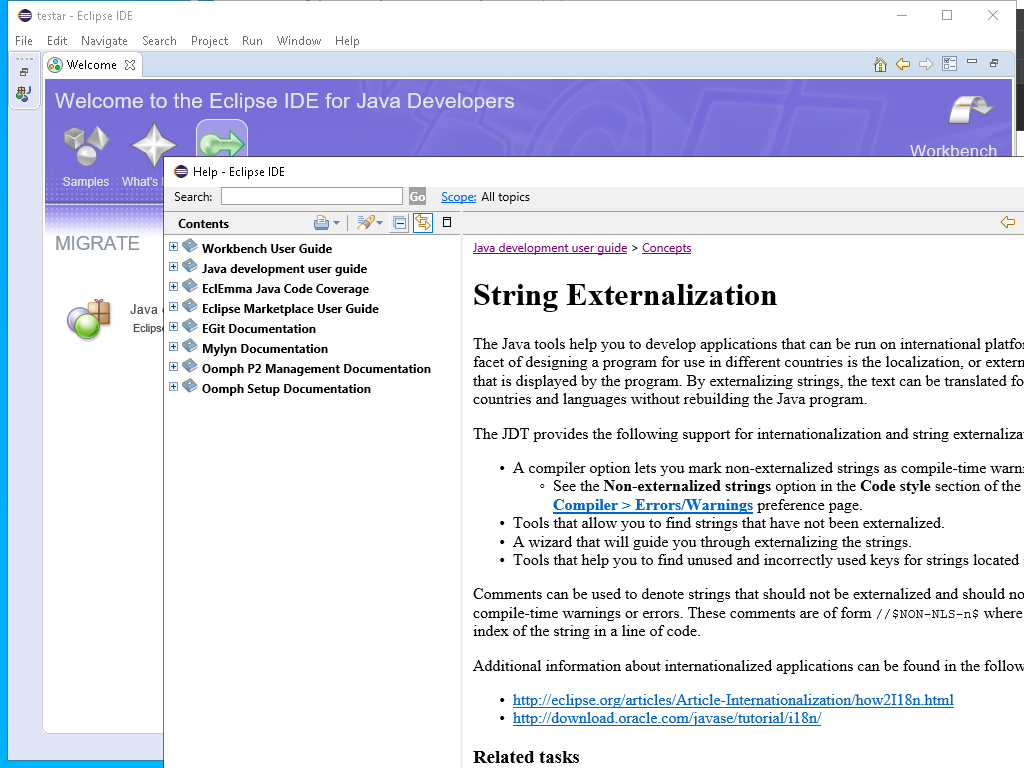 testar - Eclipse IDE
File Edit Navigate Search Project Run Window Help
Welcome
Welcome to the Eclipse IDE for Java Developers
Workbench
Samples What's
MIGRATE
Java
Eclipse
Help - Eclipse IDE
Search: Go Scope: All topics
Contents
Workbench User Guide
Java development user guide
EclEmma Java Code Coverage
Eclipse Marketplace User Guide
EGit Documentation
Mylyn Documentation
Oomph P2 Management Documentation
Oomph Setup Documentation
Java development user guide > Concepts
String Externalization
The Java tools help you to develop applications that can be run on international platfo
facet of designing a program for use in different countries is the localization, or extern
that is displayed by the program. By externalizing strings, the text can be translated fo
countries and languages without rebuilding the Java program.
The JDT provides the following support for internationalization and string externaliza
• A compiler option lets you mark non-externalized strings as compile-time warn
◦ See the Non-externalized strings option in the Code style section of the
Compiler > Errors/Warnings preference page.
• Tools that allow you to find strings that have not been externalized.
• A wizard that will guide you through externalizing the strings.
• Tools that help you to find unused and incorrectly used keys for strings located
Comments can be used to denote strings that should not be externalized and should no
compile-time warnings or errors. These comments are of form //$NON-NLS-n$ where
index of the string in a line of code.
Additional information about internationalized applications can be found in the follow
• http://eclipse.org/articles/Article-Internationalization/how2I18n.html
• http://download.oracle.com/javase/tutorial/i18n/
Related tasks